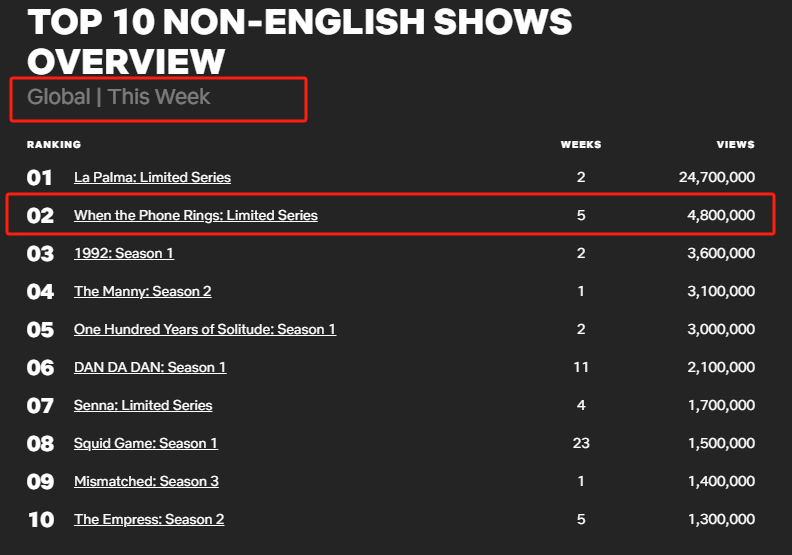 TOP 10 NON-ENGLISH SHOWS
OVERVIEW
Global | This Week
RANKING WEEKS VIEWS
01 La Palma: Limited Series 2 24,700,000
02 When the Phone Rings: Limited Series 5 4,800,000
03 1992: Season 1 2 3,600,000
04 The Manny: Season 2 1 3,100,000
05 One Hundred Years of Solitude: Season 1 2 3,000,000
06 DAN DA DAN: Season 1 11 2,100,000
07 Senna: Limited Series 4 1,700,000
08 Squid Game: Season 1 23 1,500,000
09 Mismatched: Season 3 1 1,400,000
10 The Empress: Season 2 5 1,300,000